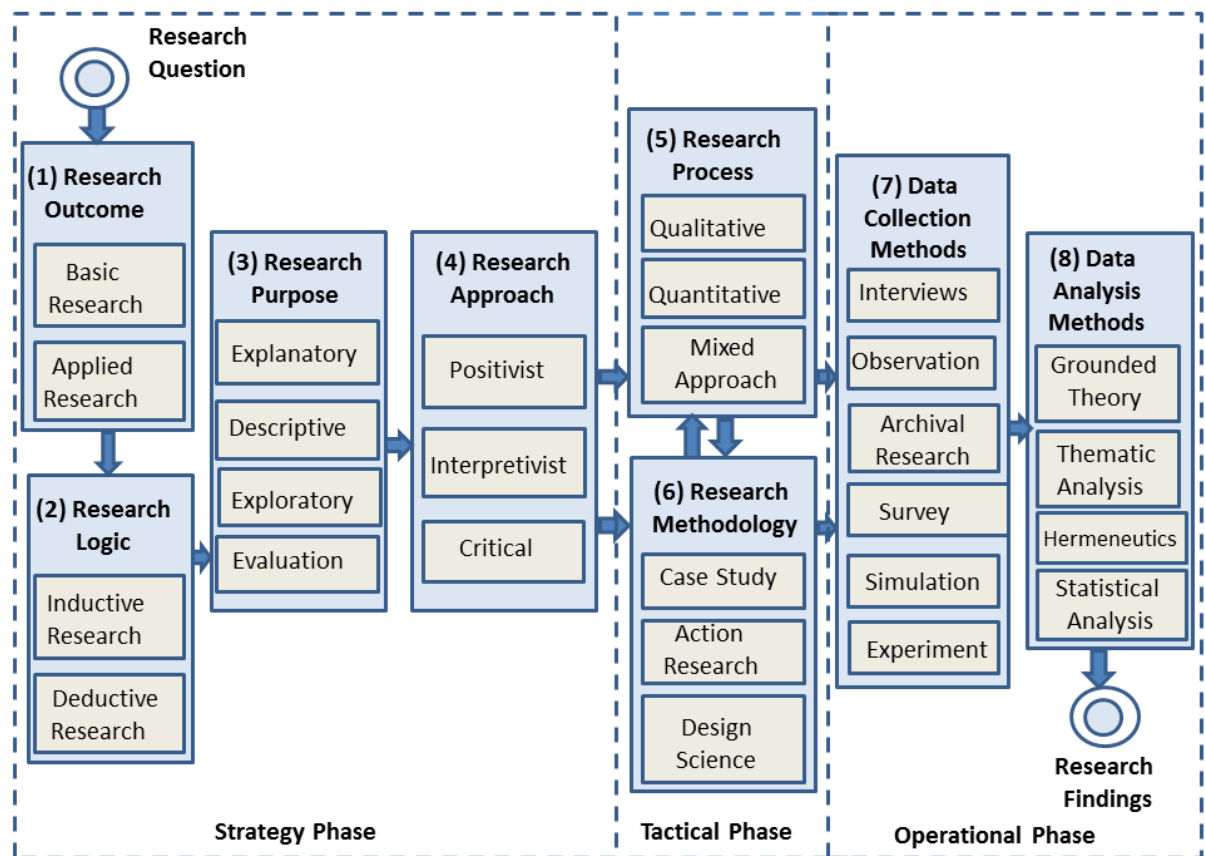 Research
Question
(1) Research
Outcome
Basic
Research
Applied
Research
(2) Research
Logic
Inductive
Research
Deductive
Research
(3) Research
Purpose
Explanatory
Descriptive
Exploratory
Evaluation
(4) Research
Approach
Positivist
Interpretivist
Critical
Strategy Phase
(5) Research
Process
Qualitative
Quantitative
Mixed
Approach
(6) Research
Methodology
Case Study
Action
Research
Design
Science
Tactical Phase
(7) Data
Collection
Methods
Interviews
Observation
Archival
Research
Survey
Simulation
Experiment
(8) Data
Analysis
Methods
Grounded
Theory
Thematic
Analysis
Hermeneutics
Statistical
Analysis
Research
Findings
Operational Phase